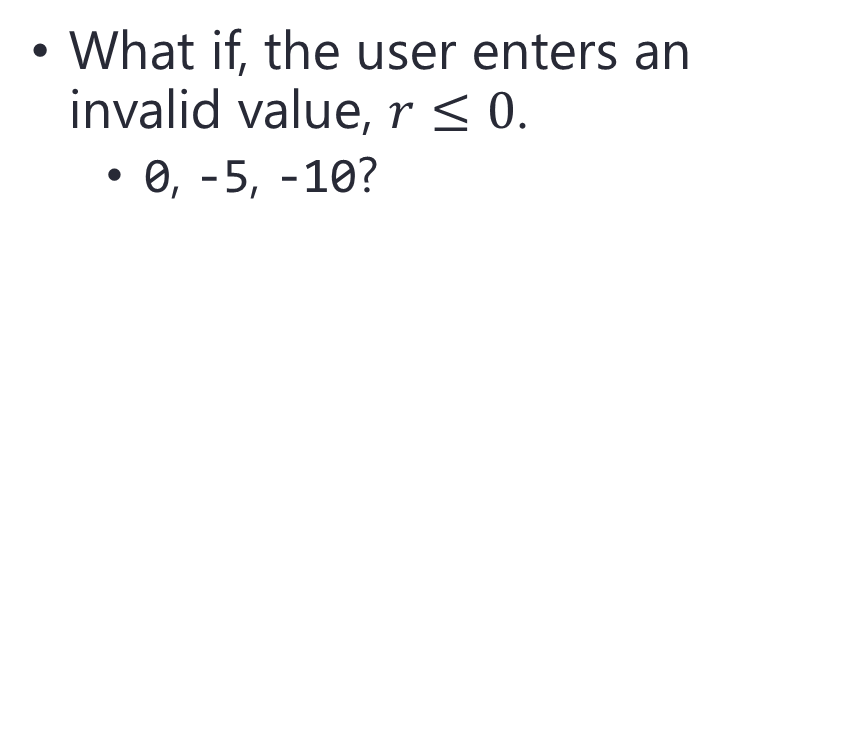 • What if, the user enters an
invalid value, r ≤ 0.
• 0, -5, -10?